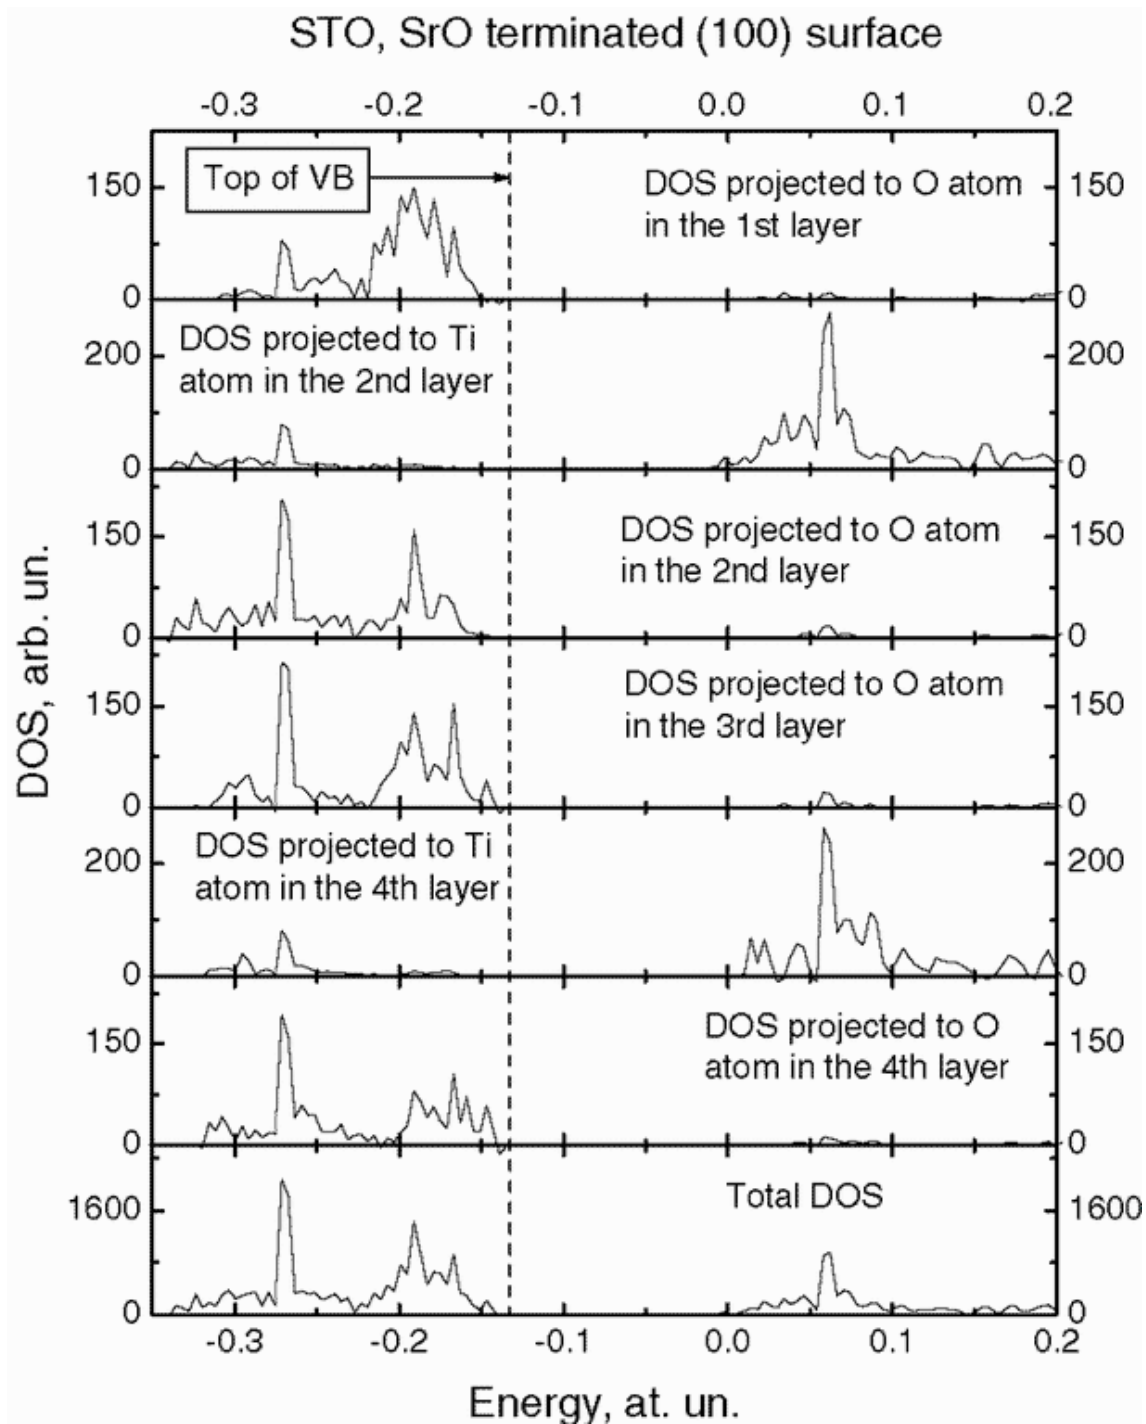 STO, SrO terminated (100) surface
-0.3 -0.2 -0.1 0.0 0.1 0.2
Top of VB
DOS projected to O atom
in the 1st layer
150 150
0 0
DOS projected to Ti
atom in the 2nd layer
200 200
0 0
DOS projected to O atom
in the 2nd layer
150 150
0 0
DOS projected to O atom
in the 3rd layer
150 150
0 0
DOS projected to Ti
atom in the 4th layer
200 200
0 0
DOS projected to O
atom in the 4th layer
150 150
0 0
Total DOS
1600 1600
0 0
-0.3 -0.2 -0.1 0.0 0.1 0.2
DOS, arb. un.
Energy, at. un.